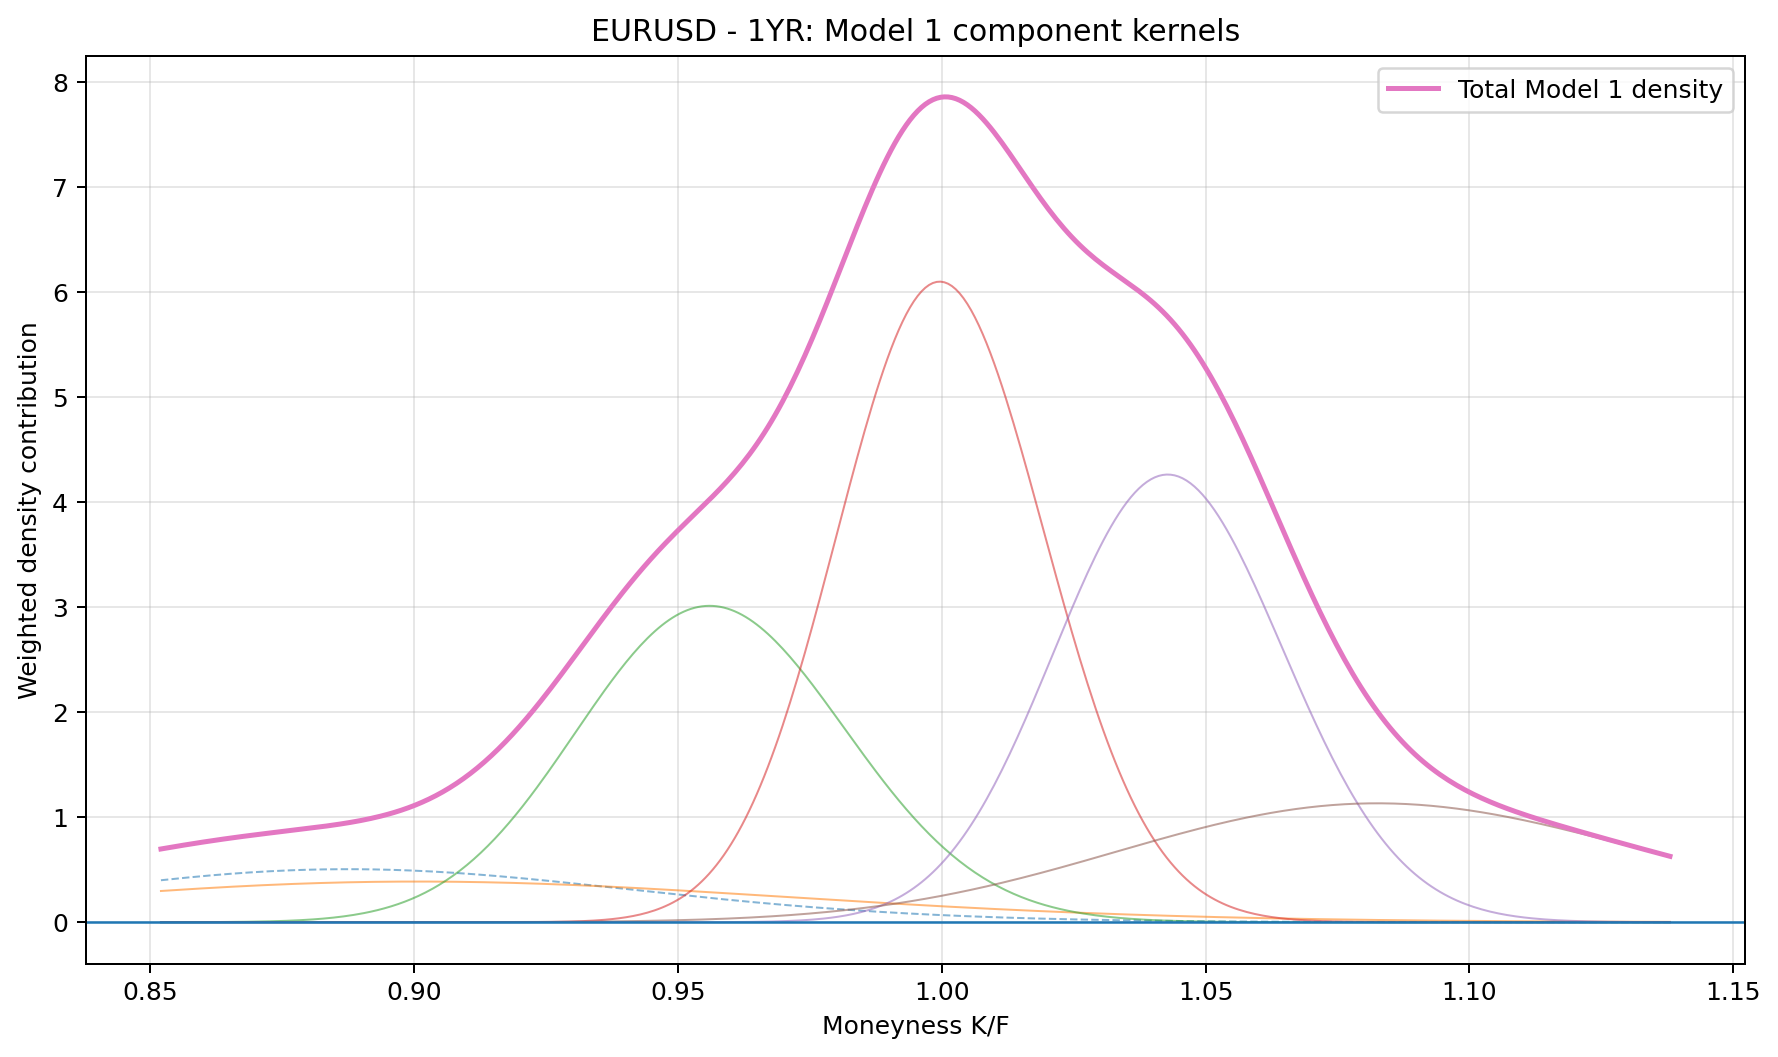 EURUSD - 1YR: Model 1 component kernels
Total Model 1 density
Weighted density contribution
8
7
6
5
4
3
2
1
0
0.85 0.90 0.95 1.00 1.05 1.10 1.15
Moneyness K/F